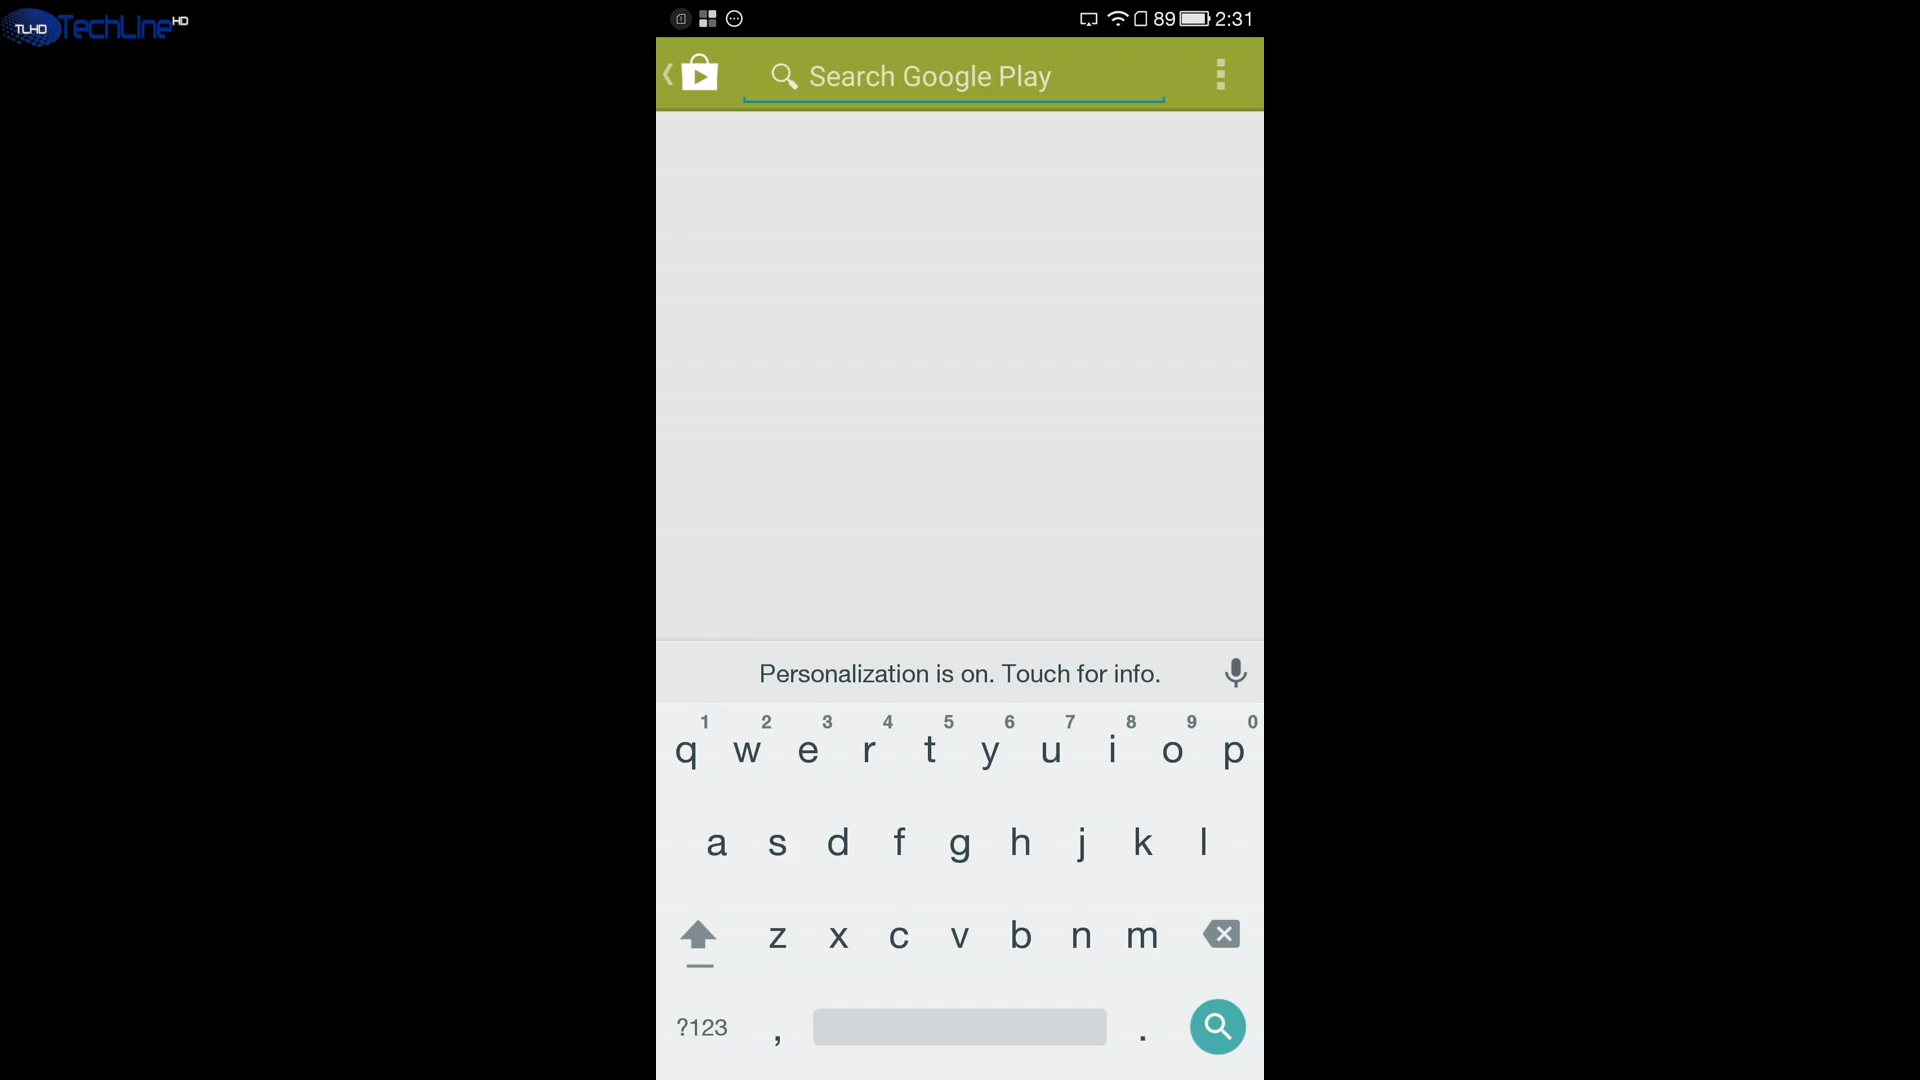 TLHD TechLine HD
89 2:31
Search Google Play
Personalization is on. Touch for info.
1 2 3 4 5 6 7 8 9 0
q w e r t y u i o p
a s d f g h j k l
z x c v b n m
?123 , .